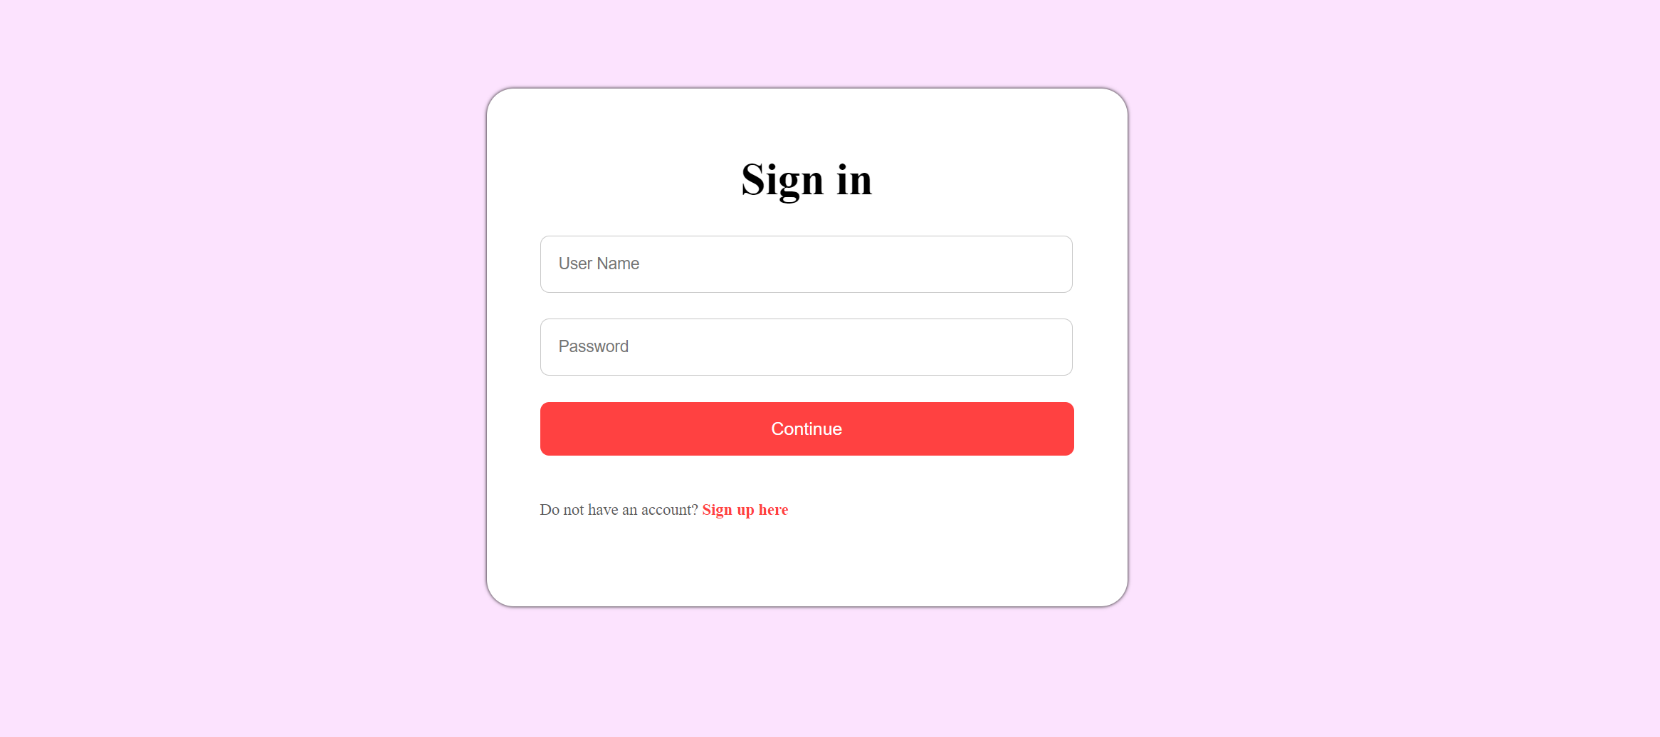 Sign in
User Name
Password
Continue
Do not have an account? Sign up here